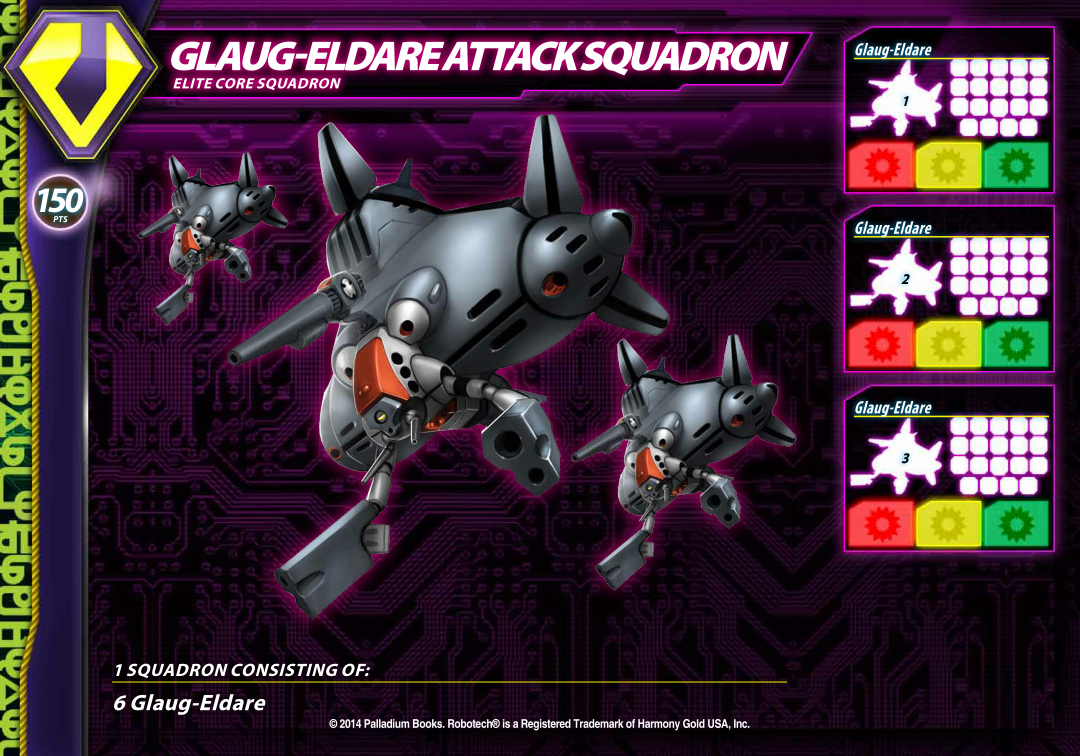 GLAUG-ELDARE ATTACK SQUADRON
ELITE CORE SQUADRON
150
PTS
Glaug-Eldare
1
Glaug-Eldare
2
Glaug-Eldare
3
1 SQUADRON CONSISTING OF:
6 Glaug-Eldare
© 2014 Palladium Books. Robotech® is a Registered Trademark of Harmony Gold USA, Inc.